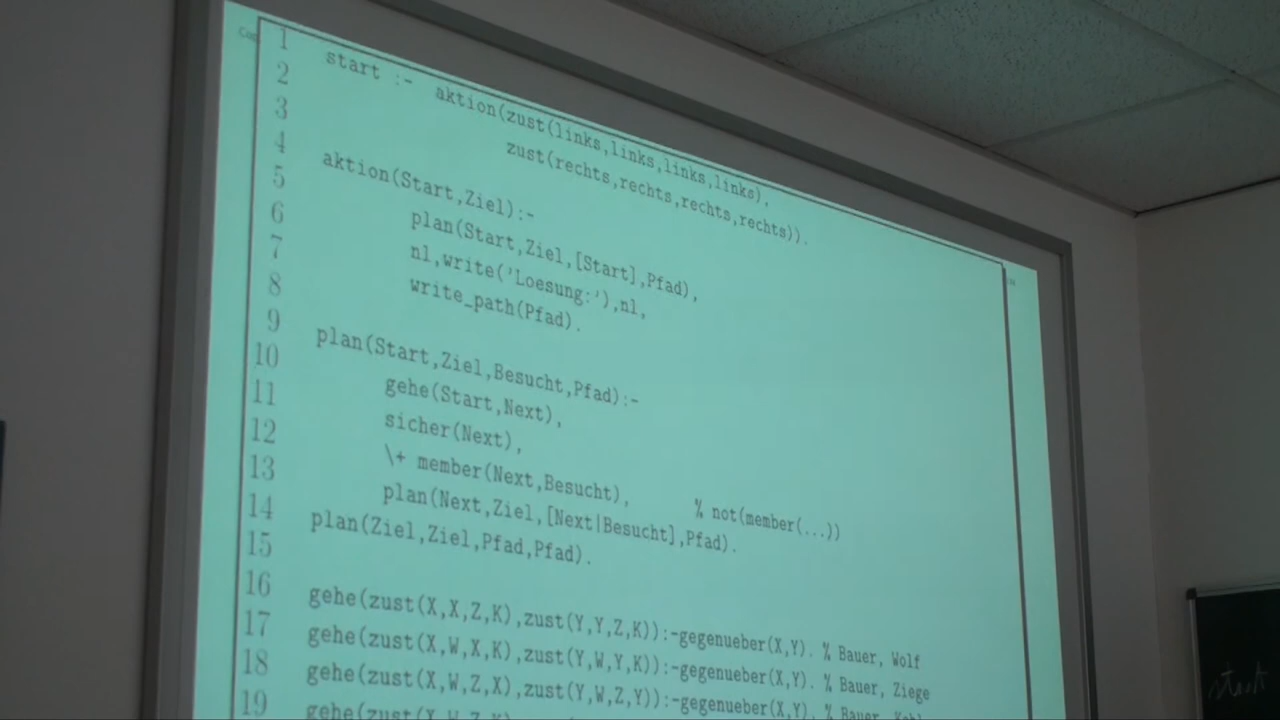 1 start :- aktion(zust(links,links,links,links),
2 zust(rechts,rechts,rechts,rechts)).
3
4 aktion(Start,Ziel):-
5 plan(Start,Ziel,[Start],Pfad),
6 nl,write('Loesung:'),nl,
7 write_path(Pfad).
8
9 plan(Start,Ziel,Besucht,Pfad):-
10 gehe(Start,Next),
11 sicher(Next),
12 \+ member(Next,Besucht), % not(member(...))
13 plan(Next,Ziel,[Next|Besucht],Pfad).
14 plan(Ziel,Ziel,Pfad,Pfad).
15
16 gehe(zust(X,X,Z,K),zust(Y,Y,Z,K)):-gegenueber(X,Y). % Bauer, Wolf
17 gehe(zust(X,W,X,K),zust(Y,W,Y,K)):-gegenueber(X,Y). % Bauer, Ziege
18 gehe(zust(X,W,Z,X),zust(Y,W,Z,Y)):-gegenueber(X,Y). % Bauer,
19 gehe(zust(X,W,Z,K)